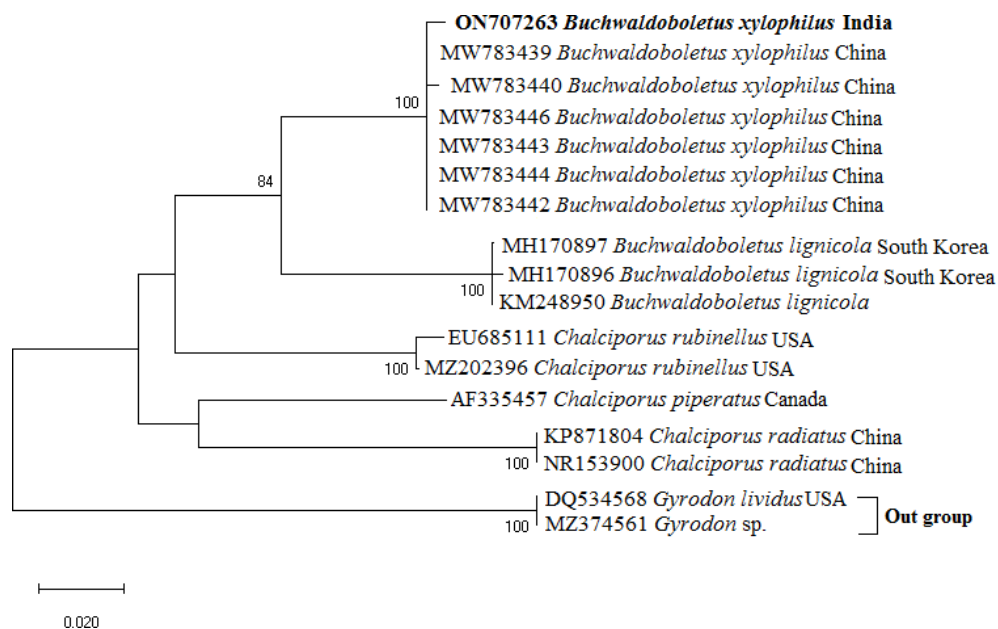 ON707263 Buchwaldoboletus xylophilus India
MW783439 Buchwaldoboletus xylophilus China
MW783440 Buchwaldoboletus xylophilus China
100
MW783446 Buchwaldoboletus xylophilus China
MW783443 Buchwaldoboletus xylophilus China
MW783444 Buchwaldoboletus xylophilus China
84
MW783442 Buchwaldoboletus xylophilus China
MH170897 Buchwaldoboletus lignicola South Korea
MH170896 Buchwaldoboletus lignicola South Korea
100
KM248950 Buchwaldoboletus lignicola
EU685111 Chalciporus rubinellus USA
100
MZ202396 Chalciporus rubinellus USA
AF335457 Chalciporus piperatus Canada
KP871804 Chalciporus radiatus China
100
NR153900 Chalciporus radiatus China
DQ534568 Gyrodon lividus USA
100
MZ374561 Gyrodon sp.
Out group
0.020